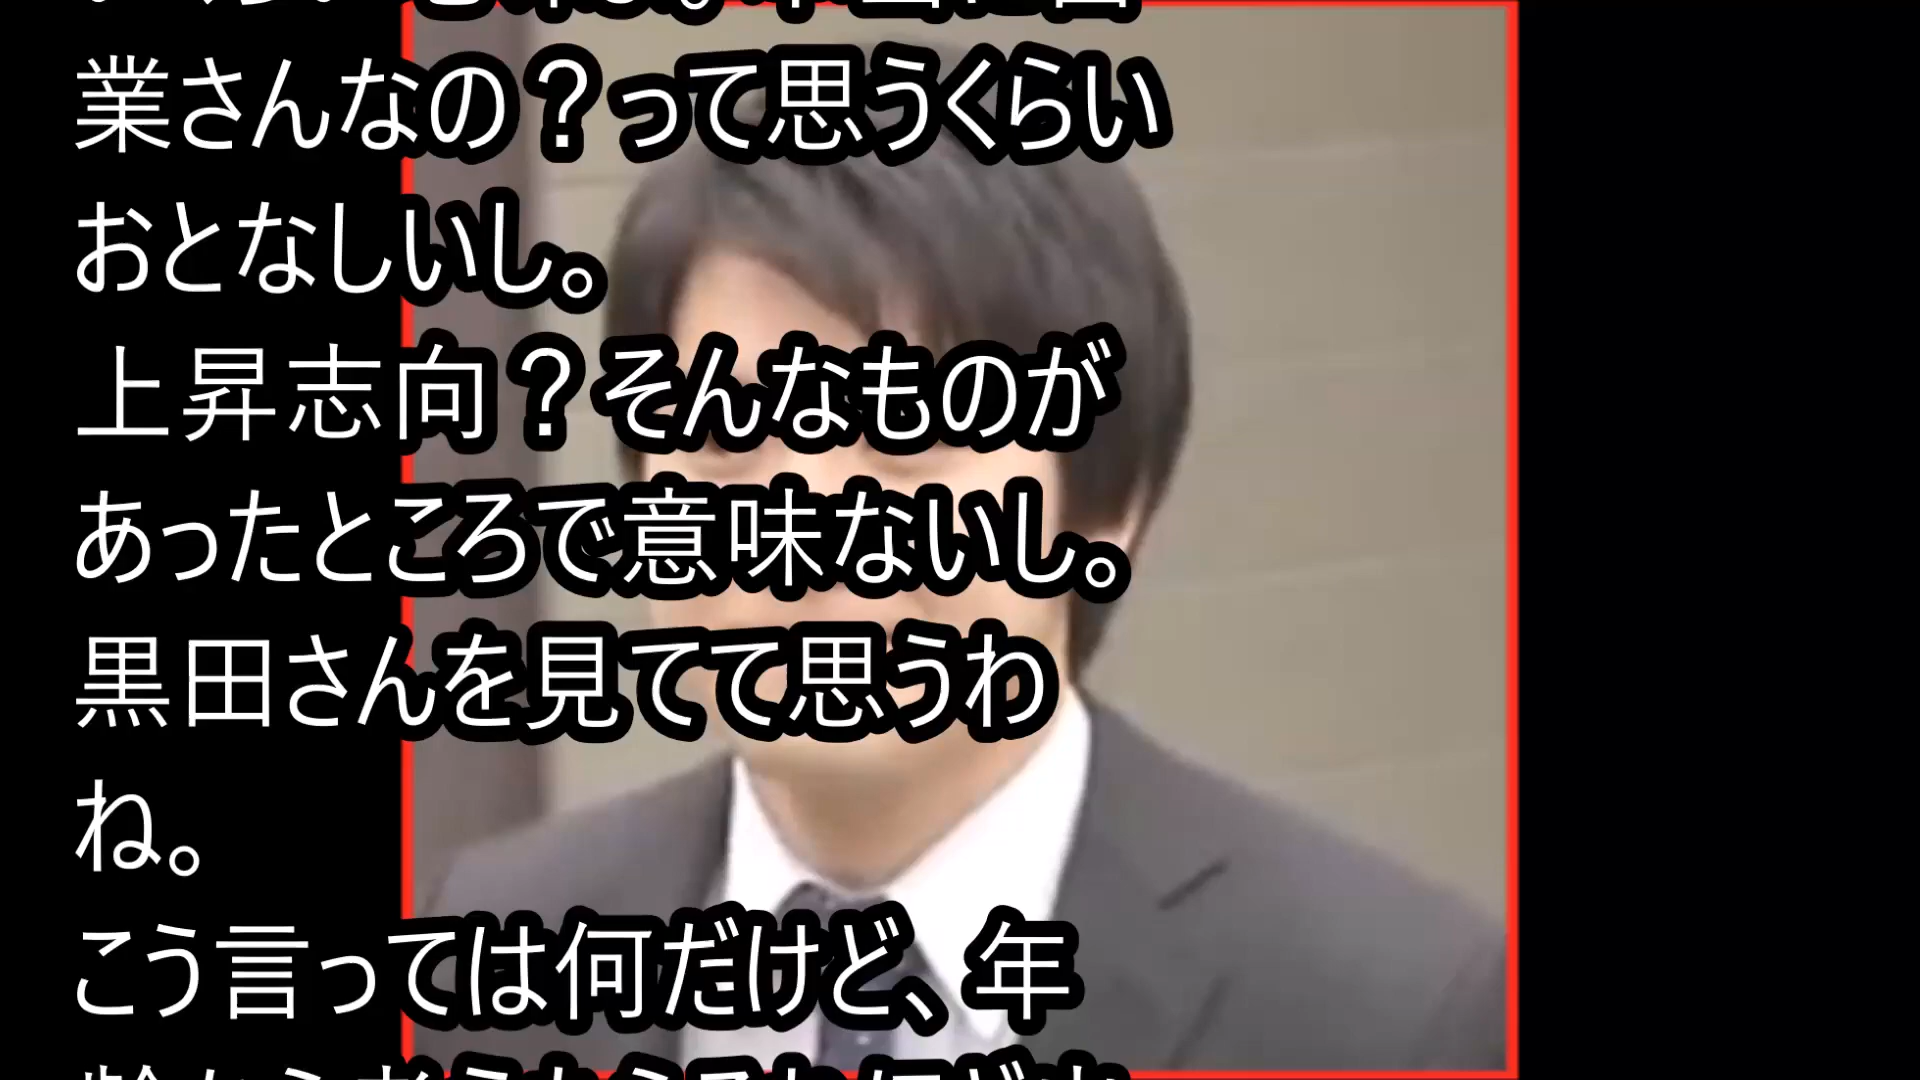 業さんなの？って思うくらい
おとなしいし。
上昇志向？そんなものが
あったところで意味ないし。
黒田さんを見てて思うわ
ね。
こう言っては何だけど、年